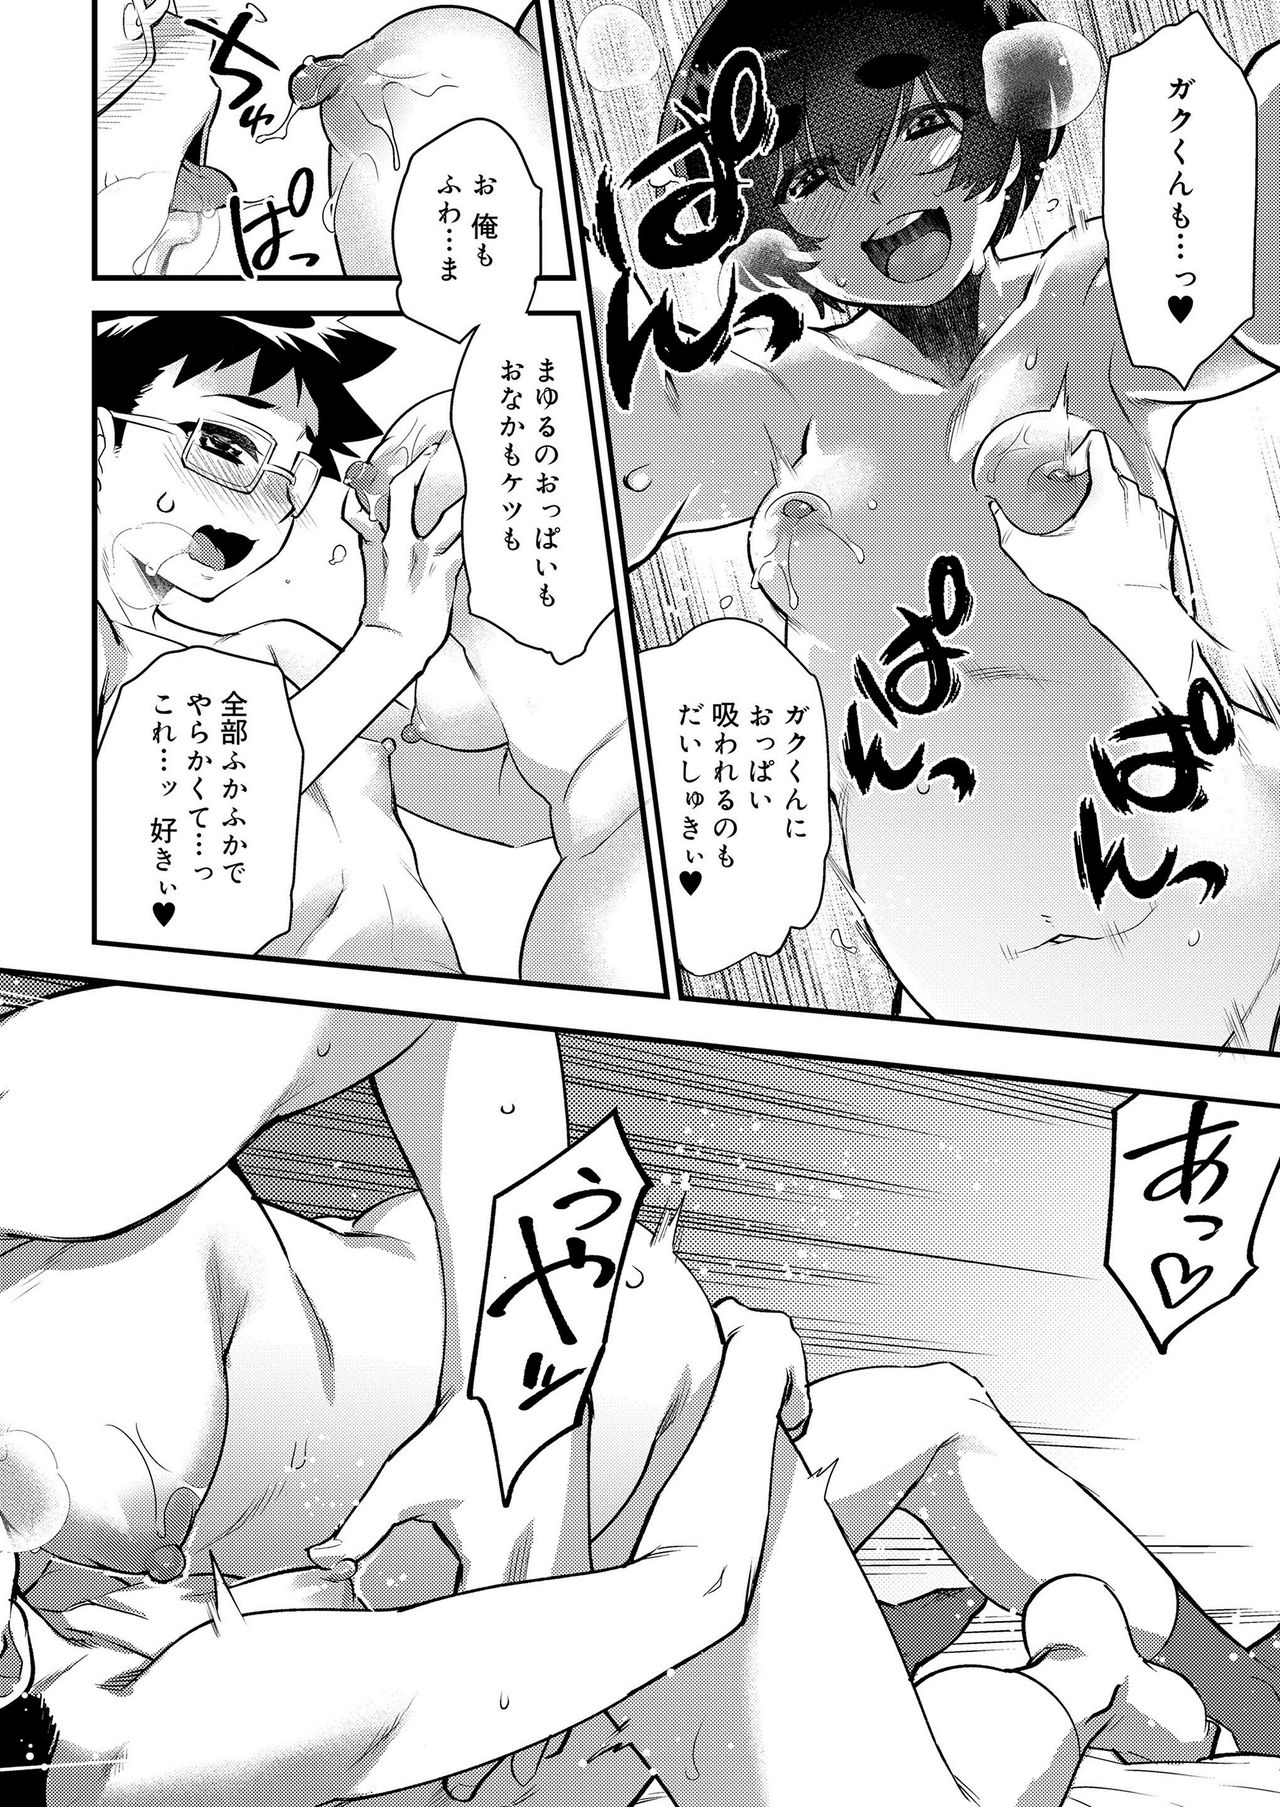 ガクくんも…っ♥
ぱんっ
ガクくんに
おっぱい
吸われるのも
だいしゅきぃ♥
ぱんっ
ぱんっ
ちゅ
ぱっ
お 俺も
ふわ…ま
まゆるのおっぱいも
おなかもケツも
全部ふかふかで
やらかくて…っ
これ…ッ 好きぃ♥
あっ♡
うやッ